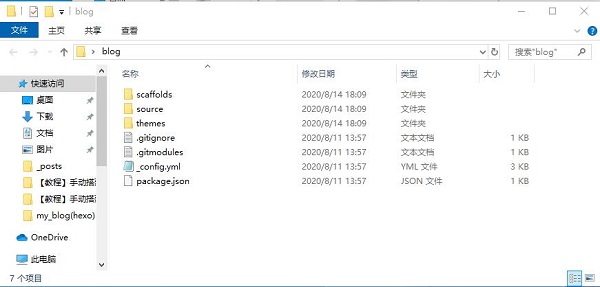 blog
文件 主页 共享 查看
blog 搜索"blog"
名称 修改日期 类型 大小
快速访问
桌面
下载
文档
图片
_posts
【教程】手动搭
【教程】手动搭
my_blog(hexo)
OneDrive
此电脑
scaffolds 2020/8/14 18:09 文件夹
source 2020/8/14 18:09 文件夹
themes 2020/8/14 18:09 文件夹
.gitignore 2020/8/11 13:57 文本文档 1 KB
.gitmodules 2020/8/11 13:57 文本文档 1 KB
_config.yml 2020/8/11 13:57 YML 文件 3 KB
package.json 2020/8/11 13:57 JSON 文件 1 KB
7 个项目